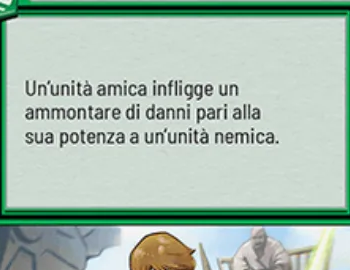 Un'unità amica infligge un
ammontare di danni pari alla
sua potenza a un'unità nemica.